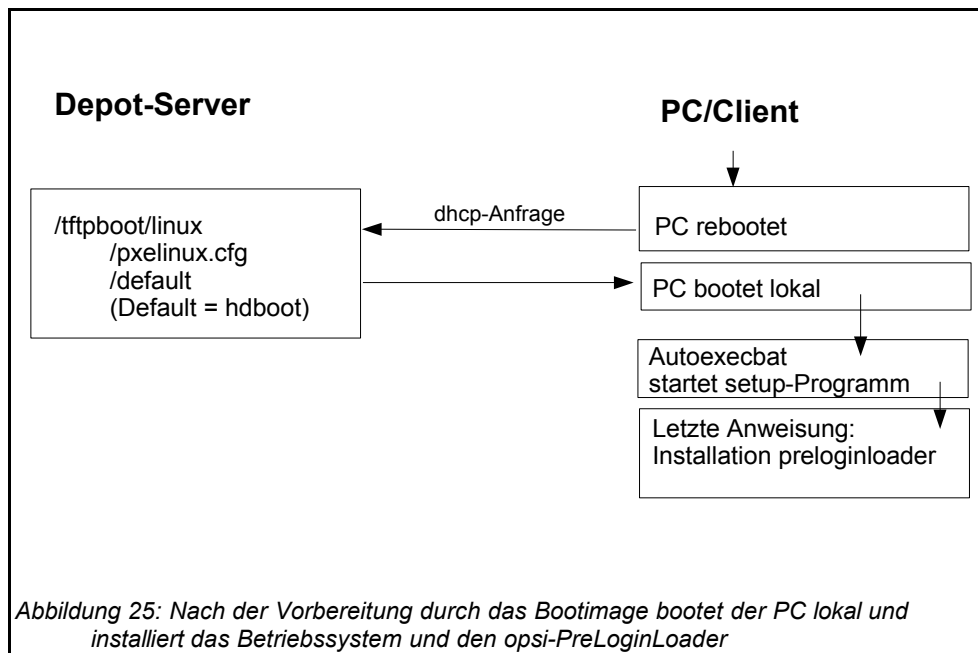 Depot-Server
PC/Client
/tftpboot/linux
/pxelinux.cfg
/default
(Default = hdboot)
dhcp-Anfrage
PC rebootet
PC bootet lokal
Autoexecbat
startet setup-Programm
Letzte Anweisung:
Installation preloginloader
Abbildung 25: Nach der Vorbereitung durch das Bootimage bootet der PC lokal und
installiert das Betriebssystem und den opsi-PreLoginLoader